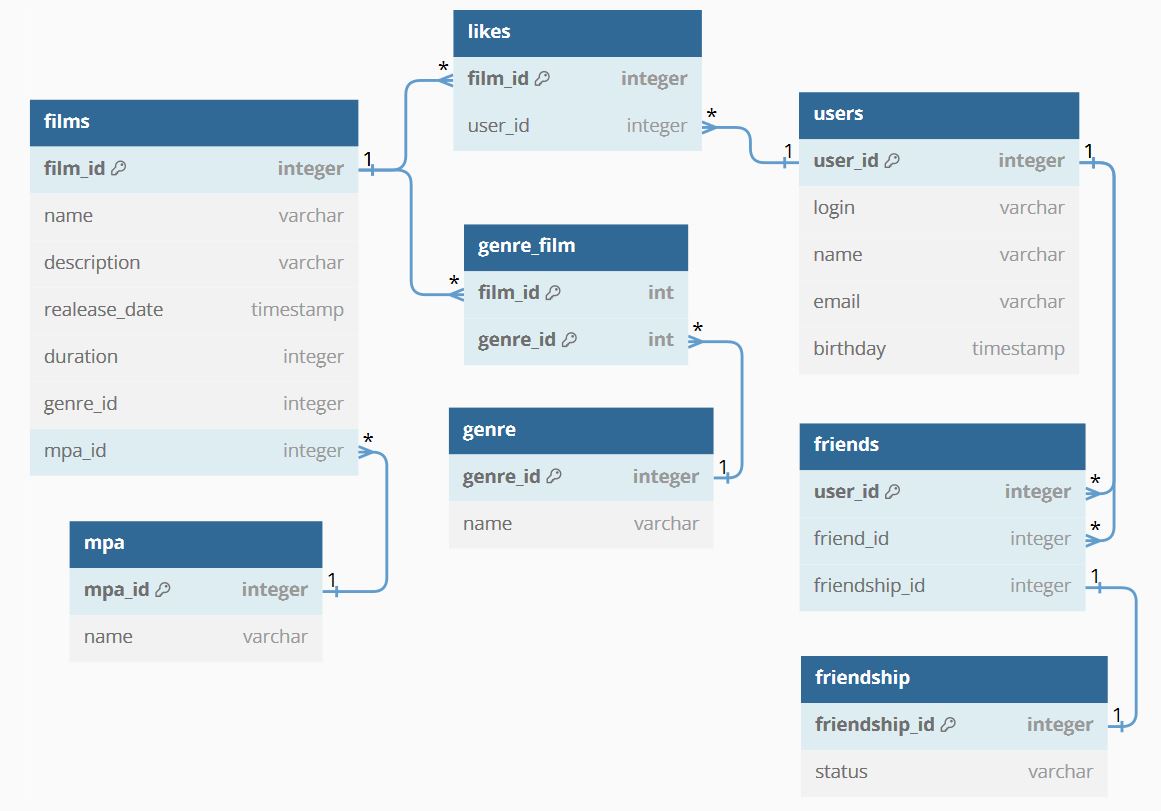 films
film_id integer
name varchar
description varchar
realease_date timestamp
duration integer
genre_id integer
mpa_id integer
mpa
mpa_id integer
name varchar
likes
film_id integer
user_id integer
genre_film
film_id int
genre_id int
genre
genre_id integer
name varchar
users
user_id integer
login varchar
name varchar
email varchar
birthday timestamp
friends
user_id integer
friend_id integer
friendship_id integer
friendship
friendship_id integer
status varchar
1
*
*
*
1
*
1
*
1
1
*
*
1
1